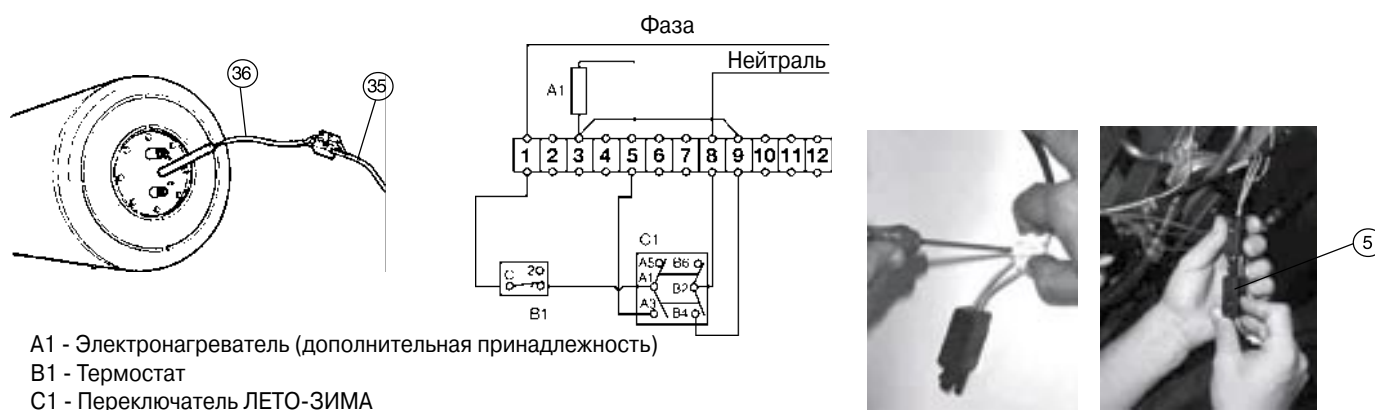 Фаза
Нейтраль
36
35
A1
1 2 3 4 5 6 7 8 9 10 11 12
C1
A5 B6
C 2
A1
B2
A3
B4
B1
5
A1 - Электронагреватель (дополнительная принадлежность)
B1 - Термостат
C1 - Переключатель ЛЕТО-ЗИМА